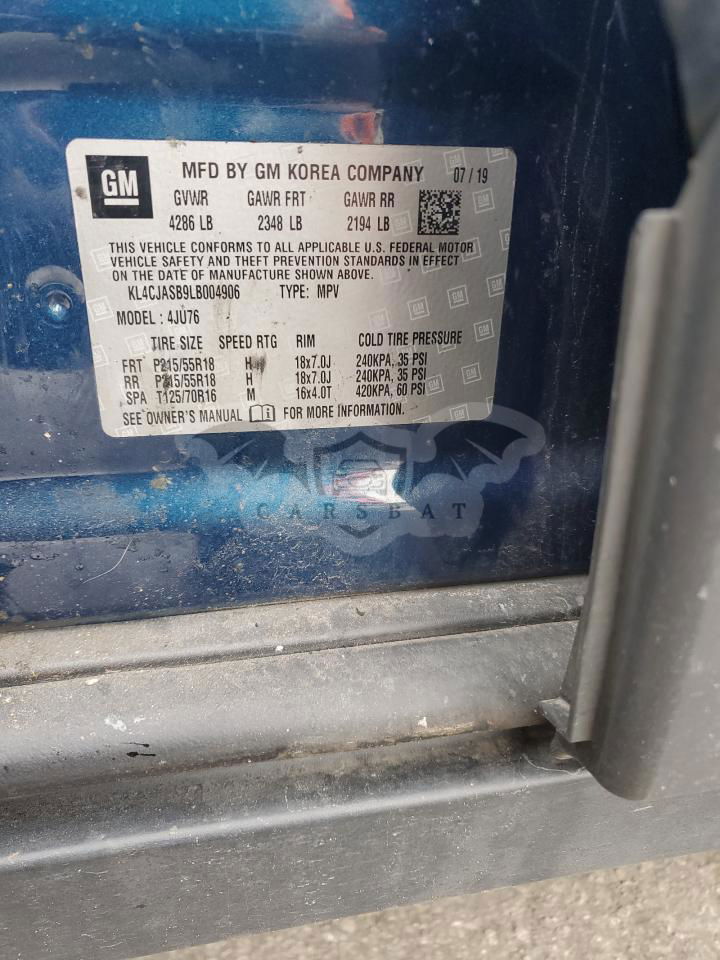 GM MFD BY GM KOREA COMPANY 07 / 19
GVWR GAWR FRT GAWR RR
4286 LB 2348 LB 2194 LB
THIS VEHICLE CONFORMS TO ALL APPLICABLE U.S. FEDERAL MOTOR
VEHICLE SAFETY AND THEFT PREVENTION STANDARDS IN EFFECT
ON THE DATE OF MANUFACTURE SHOWN ABOVE.
KL4CJASB9LB004906 TYPE: MPV
MODEL : 4JU76
TIRE SIZE SPEED RTG RIM COLD TIRE PRESSURE
FRT P215/55R18 H 18x7.0J 240KPA, 35 PSI
RR P215/55R18 H 18x7.0J 240KPA, 35 PSI
SPA T125/70R16 M 16x4.0T 420KPA, 60 PSI
SEE OWNER'S MANUAL FOR MORE INFORMATION.
CARSBAT